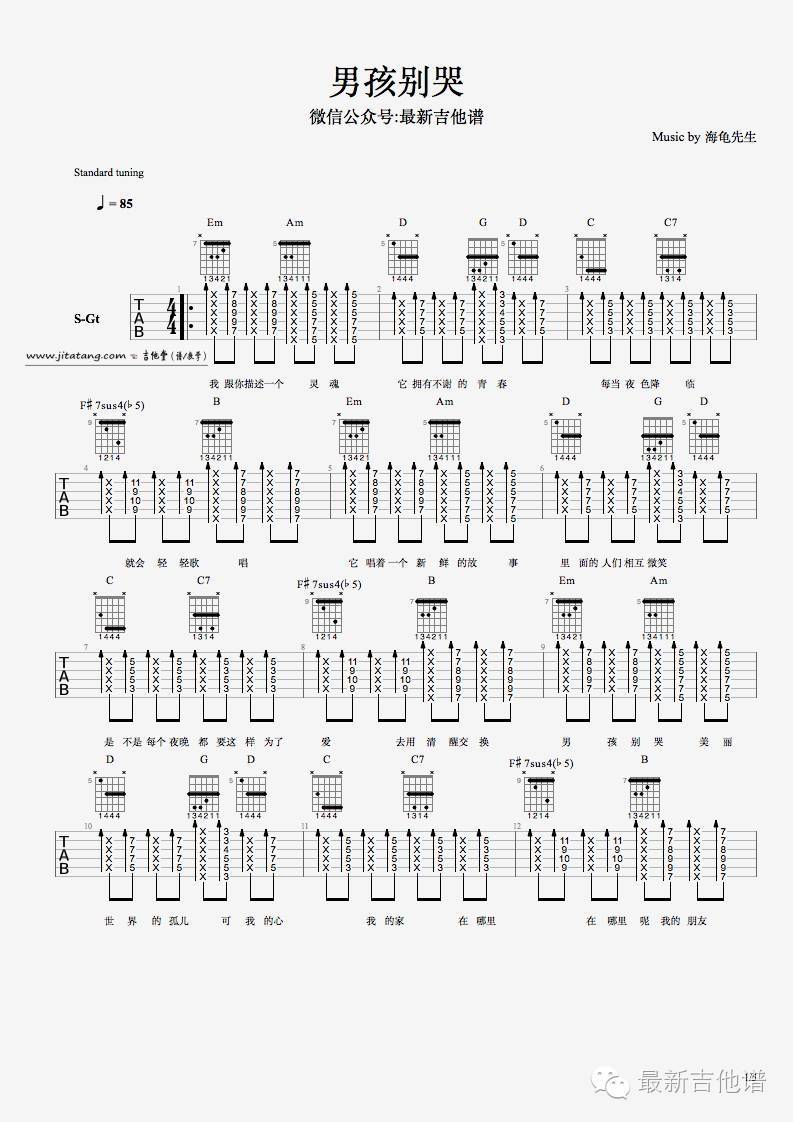 男孩别哭
微信公众号:最新吉他谱
Music by 海龟先生
Standard tuning
♩ = 85
Em Am D G D C C7
S-Gt
www.jitatang.com 吉他堂(谱/教学)
我 跟你描述一个 灵 魂 它 拥有不谢 的 青 春 每当 夜 色降 临
F♯7sus4(♭5) B Em Am D G D
就会 轻 轻歌 唱 它 唱着 一个 新 鲜 的故 事 里 面的 人们 相互 微笑
C C7 F♯7sus4(♭5) B Em Am
是 不是 每个 夜晚 都 要这 样 为了 爱 去用 清 醒交 换 男 孩 别 哭 美 丽
D G D C C7 F♯7sus4(♭5) B
世 界 的 孤儿 可 我 的心 我 的家 在 哪里 在 哪里 呢 我的 朋友
最新吉他谱